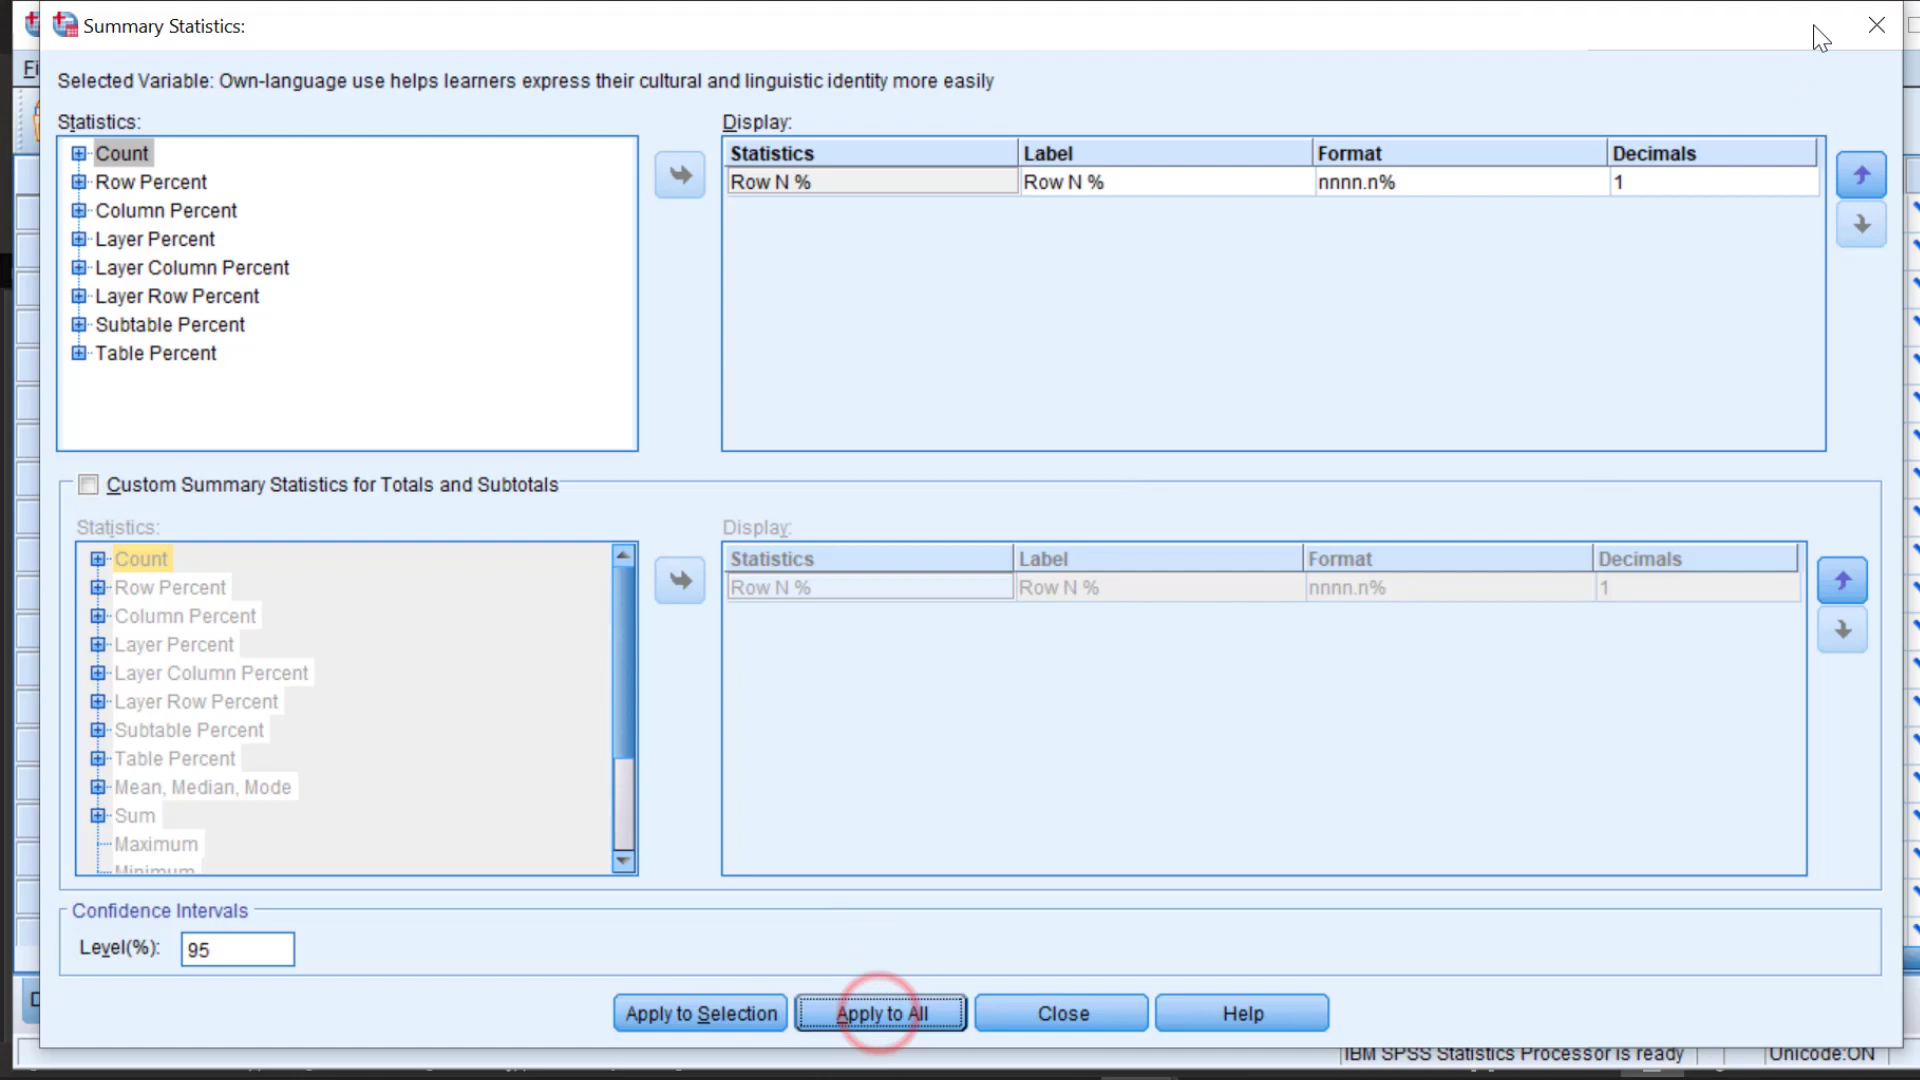 Summary Statistics:
Fi
Selected Variable: Own-language use helps learners express their cultural and linguistic identity more easily
Statistics:
Display:
Count
Row Percent
Column Percent
Layer Percent
Layer Column Percent
Layer Row Percent
Subtable Percent
Table Percent
Statistics Label Format Decimals
Row N % Row N % nnnn.n% 1
Custom Summary Statistics for Totals and Subtotals
Statistics:
Display:
Count
Row Percent
Column Percent
Layer Percent
Layer Column Percent
Layer Row Percent
Subtable Percent
Table Percent
Mean, Median, Mode
Sum
Maximum
Minimum
Statistics Label Format Decimals
Row N % Row N % nnnn.n% 1
Confidence Intervals
Level(%): 95
Apply to Selection Apply to All Close Help
IBM SPSS Statistics Processor is ready Unicode:ON